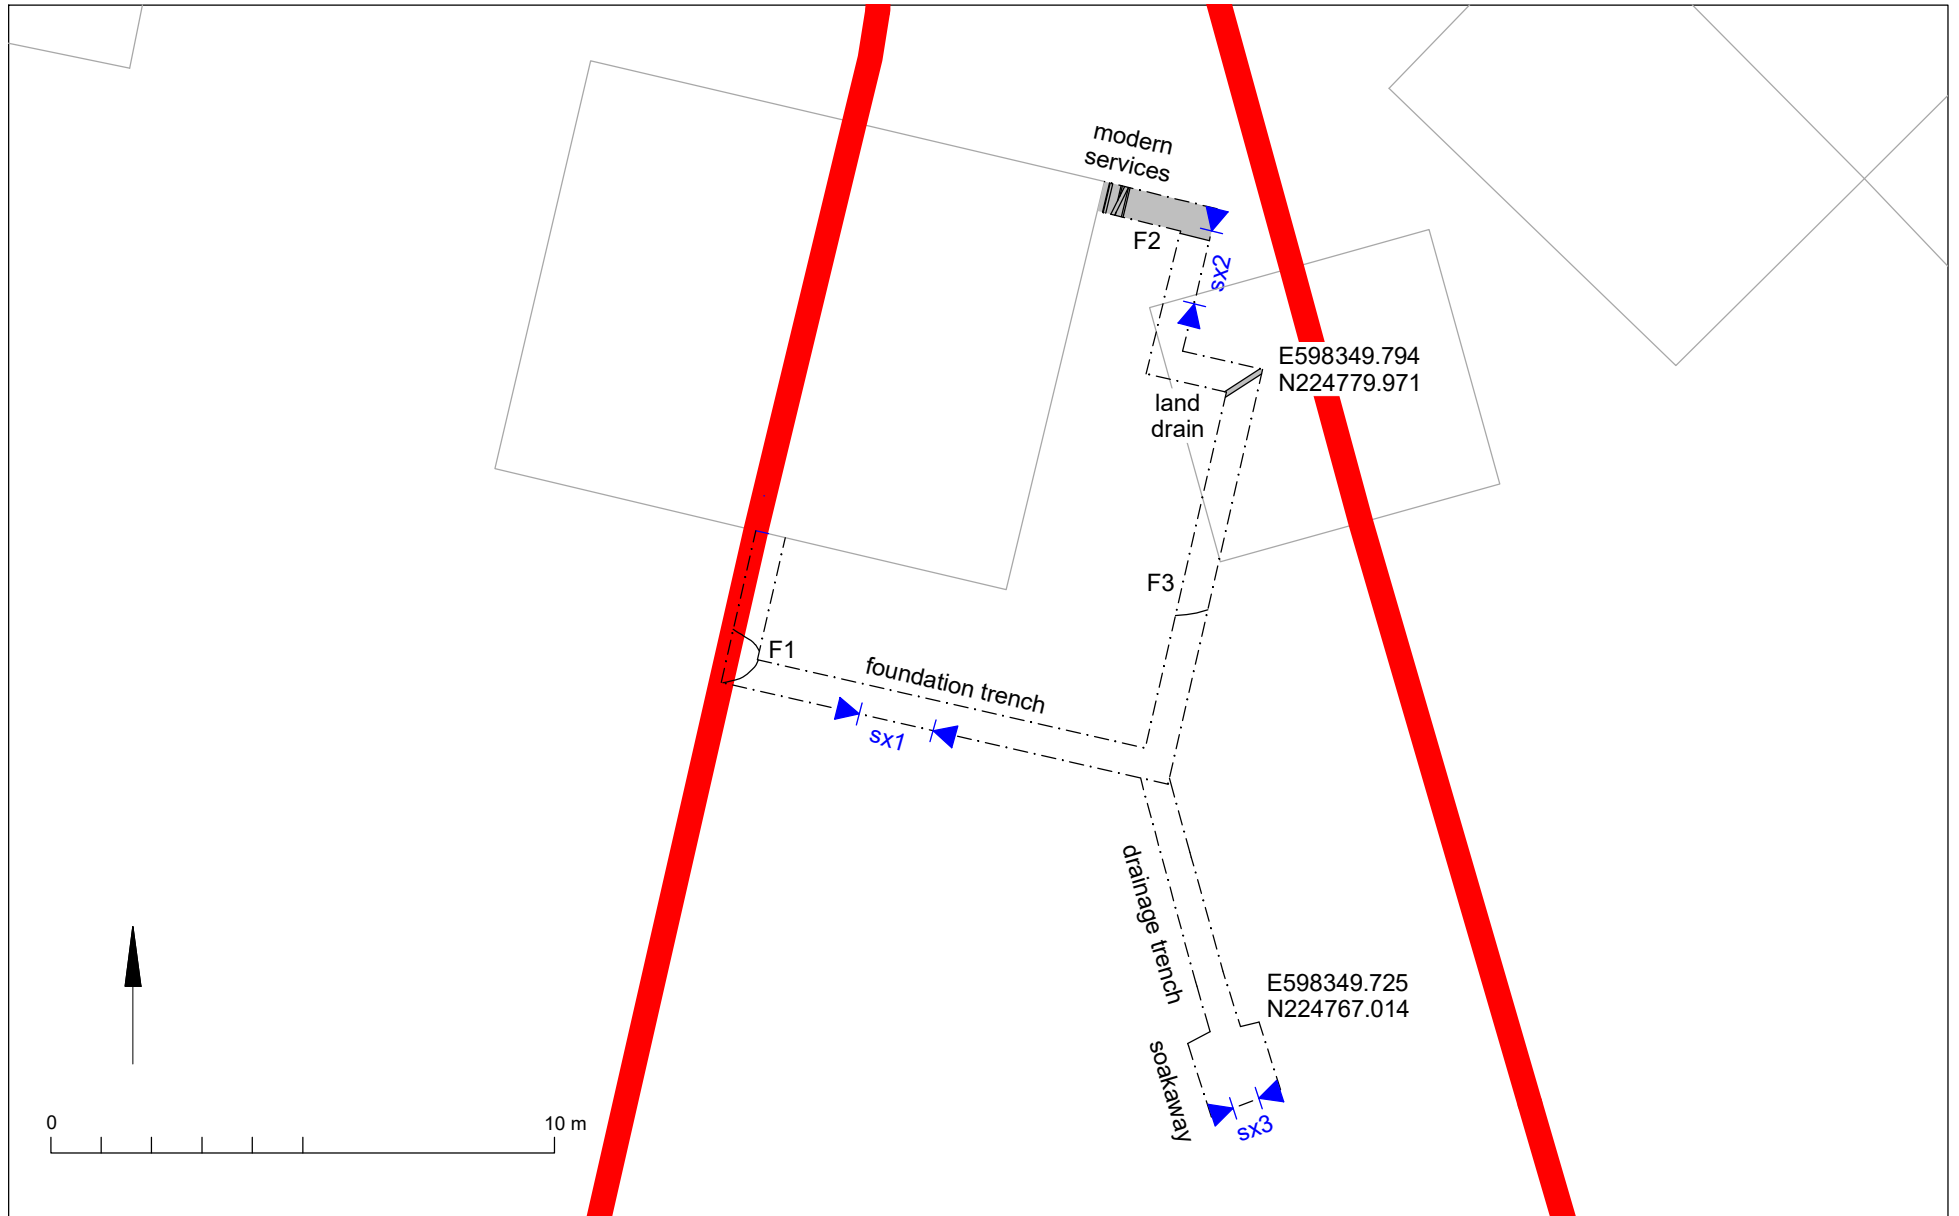 modern
services
F2
sx2
E598349.794
N224779.971
land
drain
F3
F1
foundation trench
sx1
drainage trench
E598349.725
N224767.014
soakaway
sx3
0
10 m